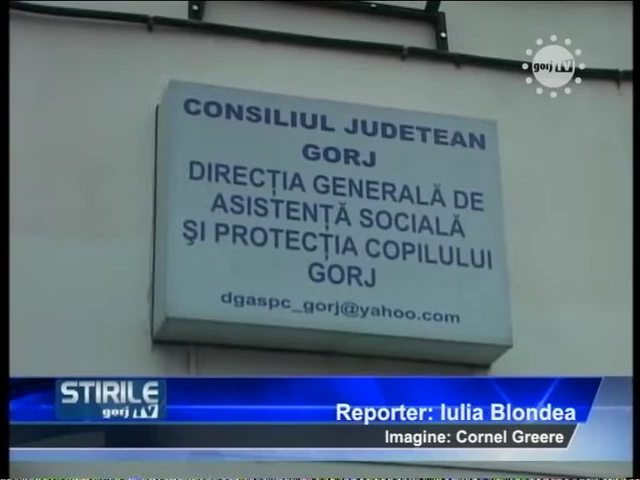 gorj TV
CONSILIUL JUDETEAN
GORJ
DIRECȚIA GENERALĂ DE
ASISTENȚĂ SOCIALĂ
ȘI PROTECȚIA COPILULUI
GORJ
dgaspc_gorj@yahoo.com
STIRILE
gorj TV
Reporter: Iulia Blondea
Imagine: Cornel Greere